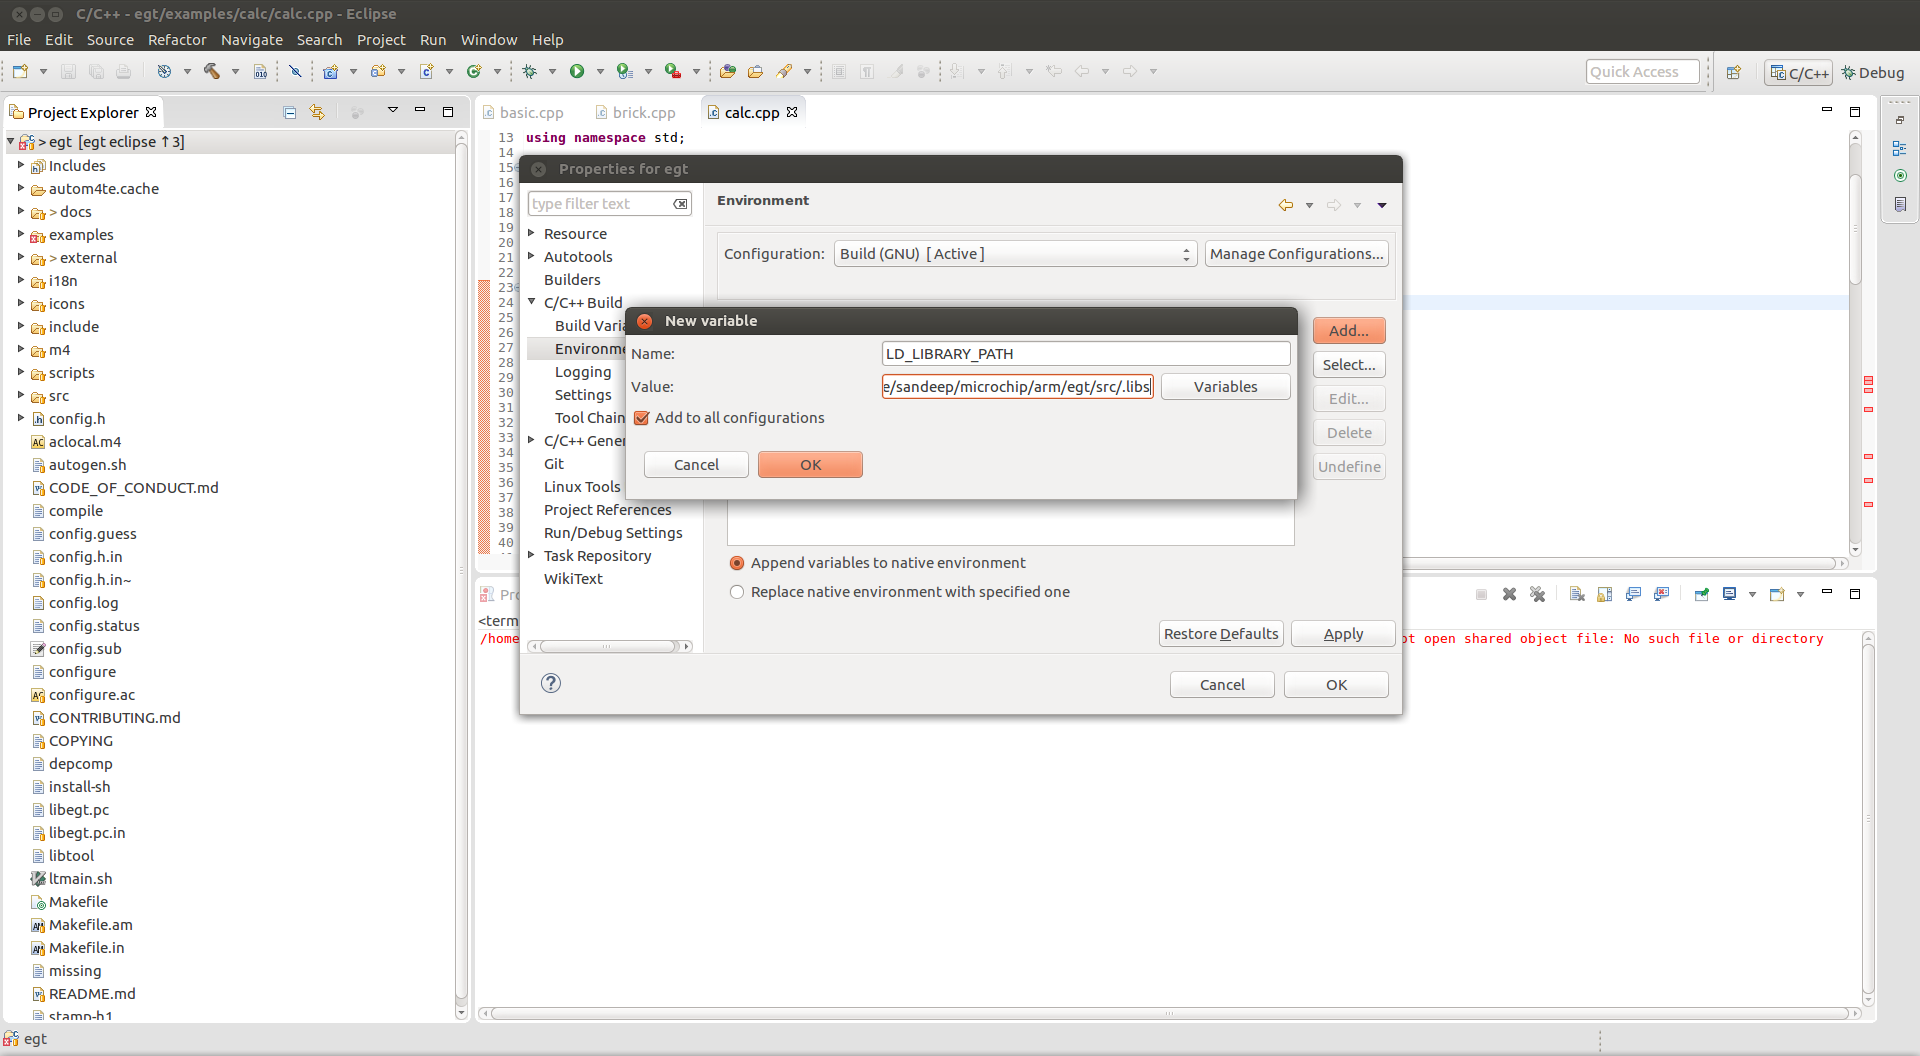 C/C++ - egt/examples/calc/calc.cpp - Eclipse
File Edit Source Refactor Navigate Search Project Run Window Help
Quick Access
C/C++
Debug
Project Explorer
basic.cpp
brick.cpp
calc.cpp
> egt [egt eclipse ↑3]
Includes
autom4te.cache
> docs
examples
> external
i18n
icons
include
m4
scripts
src
config.h
aclocal.m4
autogen.sh
CODE_OF_CONDUCT.md
compile
config.guess
config.h.in
config.h.in~
config.log
config.status
config.sub
configure
configure.ac
CONTRIBUTING.md
COPYING
depcomp
install-sh
libegt.pc
libegt.pc.in
libtool
ltmain.sh
Makefile
Makefile.am
Makefile.in
missing
README.md
stamp-h1
13 using namespace std;
14
15
16
17
18
19
20
21
22
23
24
25
26
27
28
29
30
31
32
33
34
35
36
37
38
39
40
Properties for egt
type filter text
Resource
Autotools
Builders
C/C++ Build
Build Varia
Environme
Logging
Settings
Tool Chain
C/C++ Gener
Git
Linux Tools
Project References
Run/Debug Settings
Task Repository
WikiText
Environment
Configuration: Build (GNU) [ Active ] Manage Configurations...
Add...
Select...
Edit...
Delete
Undefine
New variable
Name: LD_LIBRARY_PATH
Value: e/sandeep/microchip/arm/egt/src/.libs Variables
Add to all configurations
Cancel OK
Append variables to native environment
Replace native environment with specified one
Restore Defaults Apply
Cancel OK
Pro
<term
/home
ot open shared object file: No such file or directory
egt